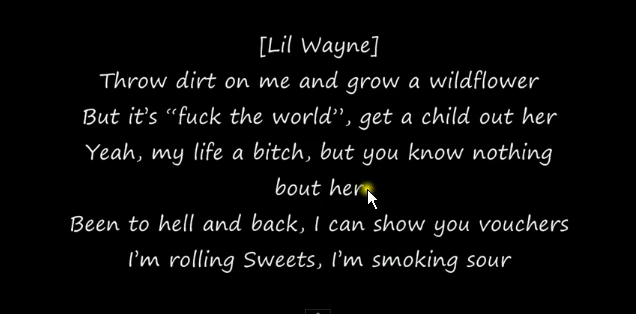 [Lil Wayne]
Throw dirt on me and grow a wildflower
But it's “fuck the world”, get a child out her
Yeah, my life a bitch, but you know nothing
bout her
Been to hell and back, I can show you vouchers
I'm rolling Sweets, I'm smoking sour